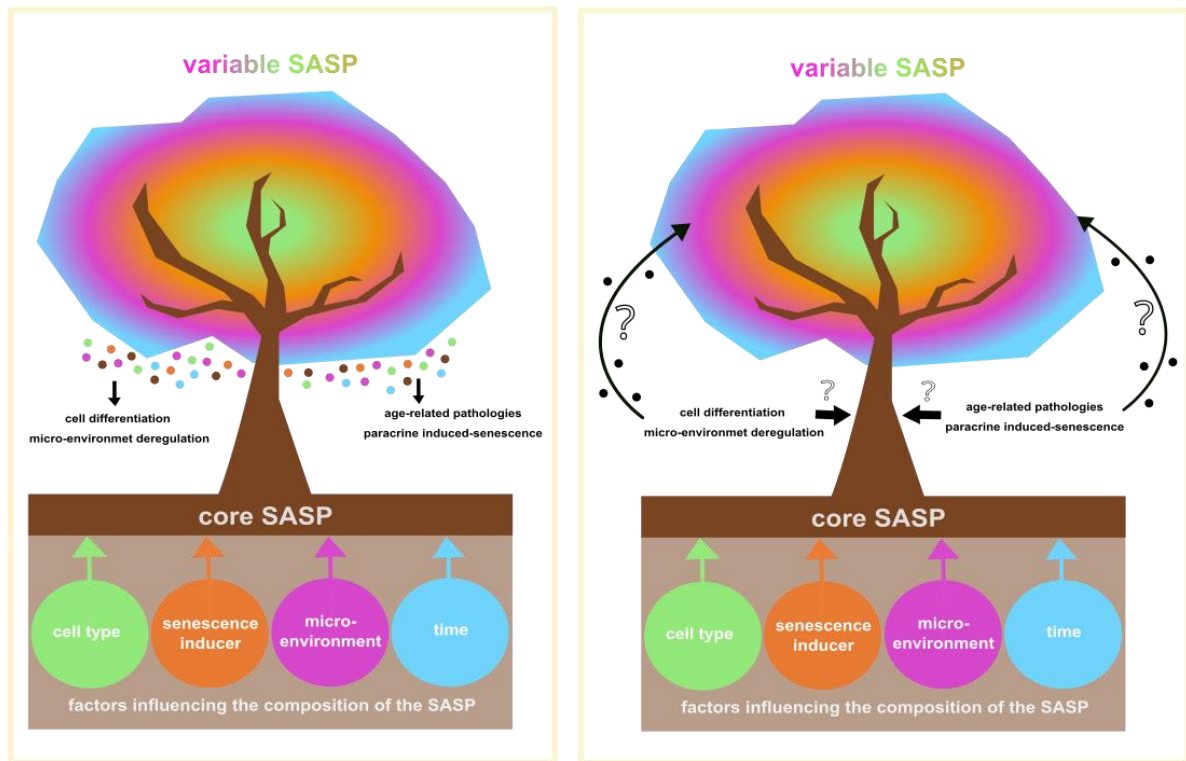 variable SASP
cell differentiation
micro-environmet deregulation
age-related pathologies
paracrine induced-senescence
core SASP
cell type
senescence
inducer
micro-
environment
time
factors influencing the composition of the SASP
variable SASP
?
?
?
?
cell differentiation
micro-environmet deregulation
age-related pathologies
paracrine induced-senescence
core SASP
cell type
senescence
inducer
micro-
environment
time
factors influencing the composition of the SASP